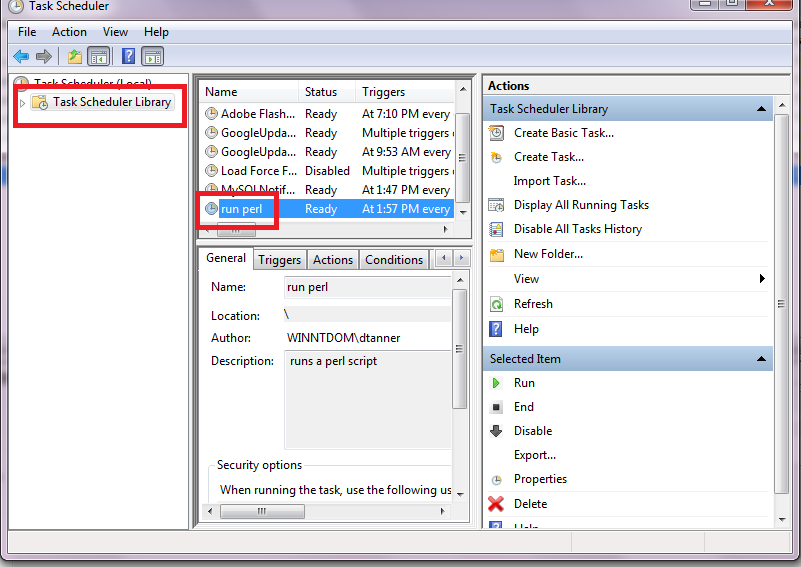 Task Scheduler
File Action View Help
Task Scheduler (Local)
Task Scheduler Library
Name Status Triggers
Adobe Flash... Ready At 7:10 PM every
GoogleUpda... Ready Multiple triggers
GoogleUpda... Ready At 9:53 AM every
Load Force F... Disabled Multiple triggers
MySQLNotif... Ready At 1:47 PM every
run perl Ready At 1:57 PM every
General Triggers Actions Conditions
Name: run perl
Location: \
Author: WINNTDOM\dtanner
Description: runs a perl script
Security options
When running the task, use the following us
Actions
Task Scheduler Library
Create Basic Task...
Create Task...
Import Task...
Display All Running Tasks
Disable All Tasks History
New Folder...
View
Refresh
Help
Selected Item
Run
End
Disable
Export...
Properties
Delete
Help